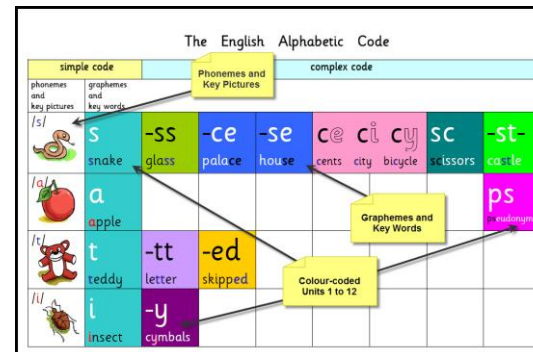 The English Alphabetic Code
simple code
complex code
Phonemes and
Key Pictures
phonemes
and
key pictures
graphemes
and
key words
/s/
s
snake
-ss
glass
-ce
palace
-se
house
ce
cents
ci
city
cy
bicycle
sc
scissors
-st-
castle
/a/
a
apple
ps
pseudonym
Graphemes and
Key Words
/t/
t
teddy
-tt
letter
-ed
skipped
Colour-coded
Units 1 to 12
/i/
i
insect
-y
cymbals